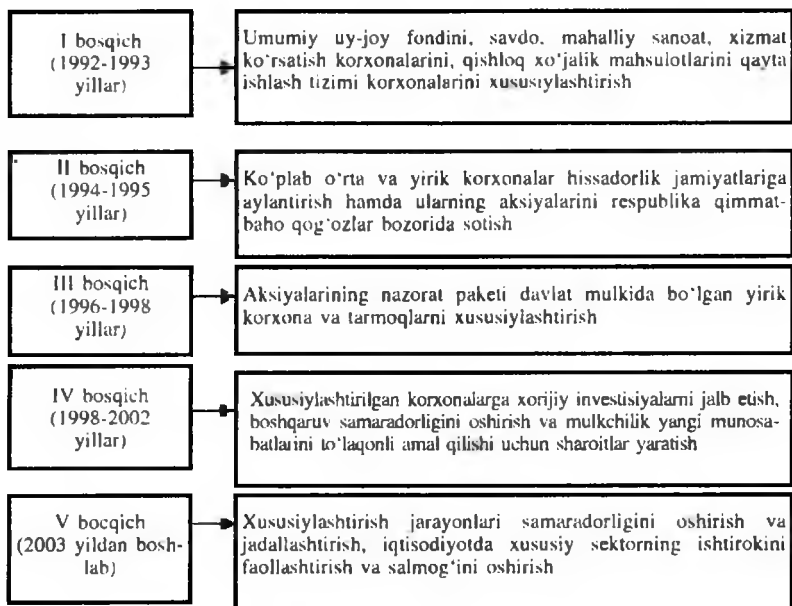 I bosqich
(1992-1993
yillar)
Umumiy uy-joy fondini, savdo, mahalliy sanoat, xizmat
ko‘rsatish korxonalarini, qishloq xo‘jalik mahsulotlarini qayta
ishlash tizimi korxonalarini xususiylashtirish
II bosqich
(1994-1995
yillar)
Ko‘plab o‘rta va yirik korxonalar hissadorlik jamiyatlariga
aylantirish hamda ularning aksiyalarini respublika qimmat-
baho qog‘ozlar bozorida sotish
III bosqich
(1996-1998
yillar)
Aksiyalarining nazorat paketi davlat mulkida bo‘lgan yirik
korxona va tarmoqlarni xususiylashtirish
IV bosqich
(1998-2002
yillar)
Xususiylashtirilgan korxonalarga xorijiy investisiyalarni jalb etish,
boshqaruv samaradorligini oshirish va mulkchilik yangi munosa-
batlarini to‘laqonli amal qilishi uchun sharoitlar yaratish
V bocqich
(2003 yildan bosh-
lab)
Xususiylashtirish jarayonlari samaradorligini oshirish va
jadallashtirish, iqtisodiyotda xususiy sektorning ishtirokini
faollashtirish va salmog‘ini oshirish